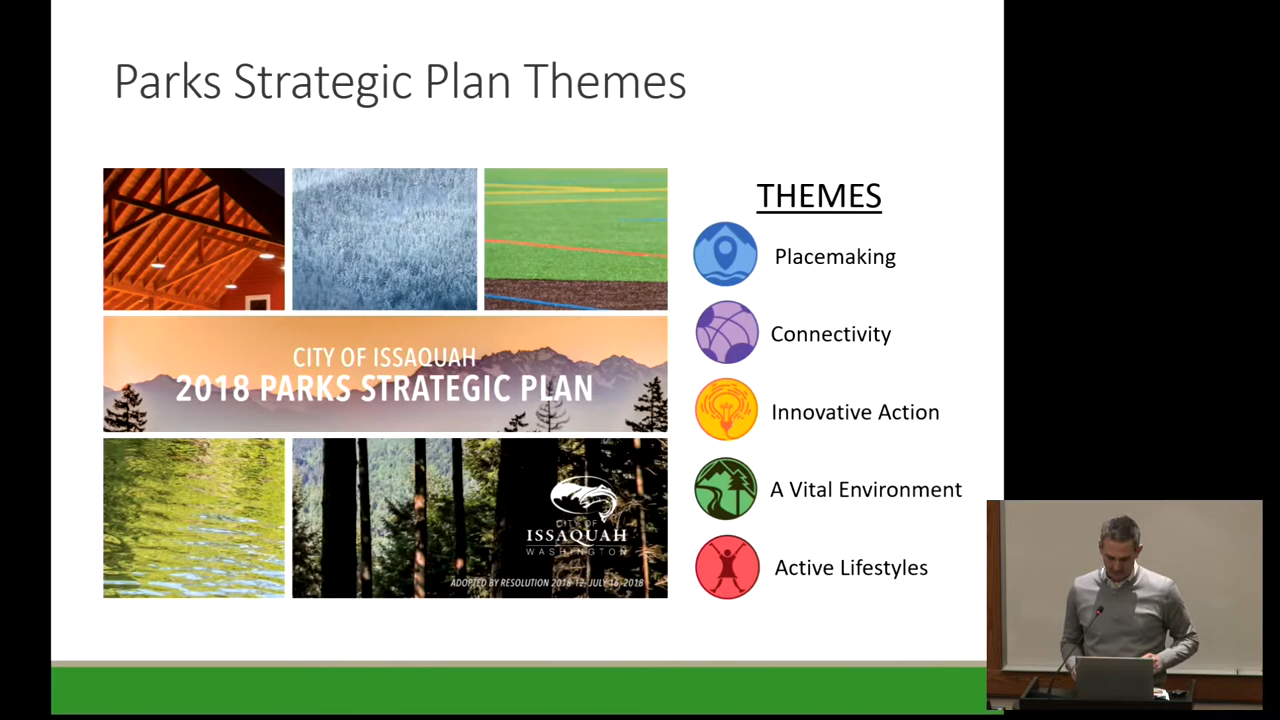 Parks Strategic Plan Themes
CITY OF ISSAQUAH
2018 PARKS STRATEGIC PLAN
CITY OF
ISSAQUAH
WASHINGTON
ADOPTED BY RESOLUTION 2018-12, JULY 16, 2018
THEMES
Placemaking
Connectivity
Innovative Action
A Vital Environment
Active Lifestyles